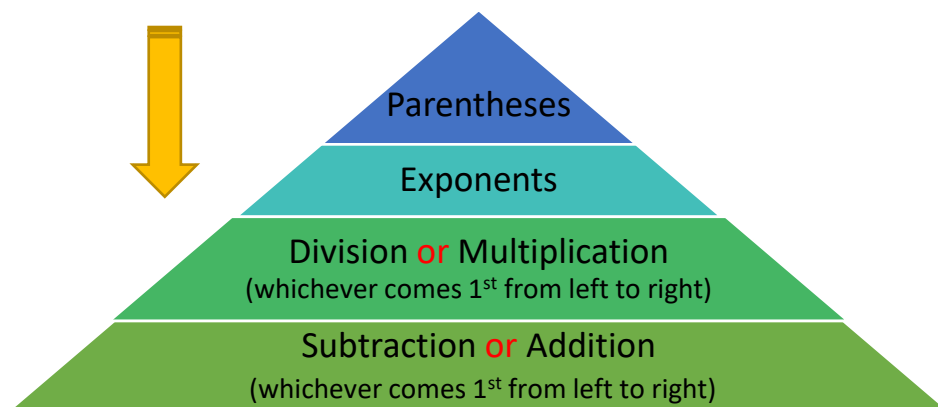 Parentheses
Exponents
Division or Multiplication
(whichever comes 1st from left to right)
Subtraction or Addition
(whichever comes 1st from left to right)